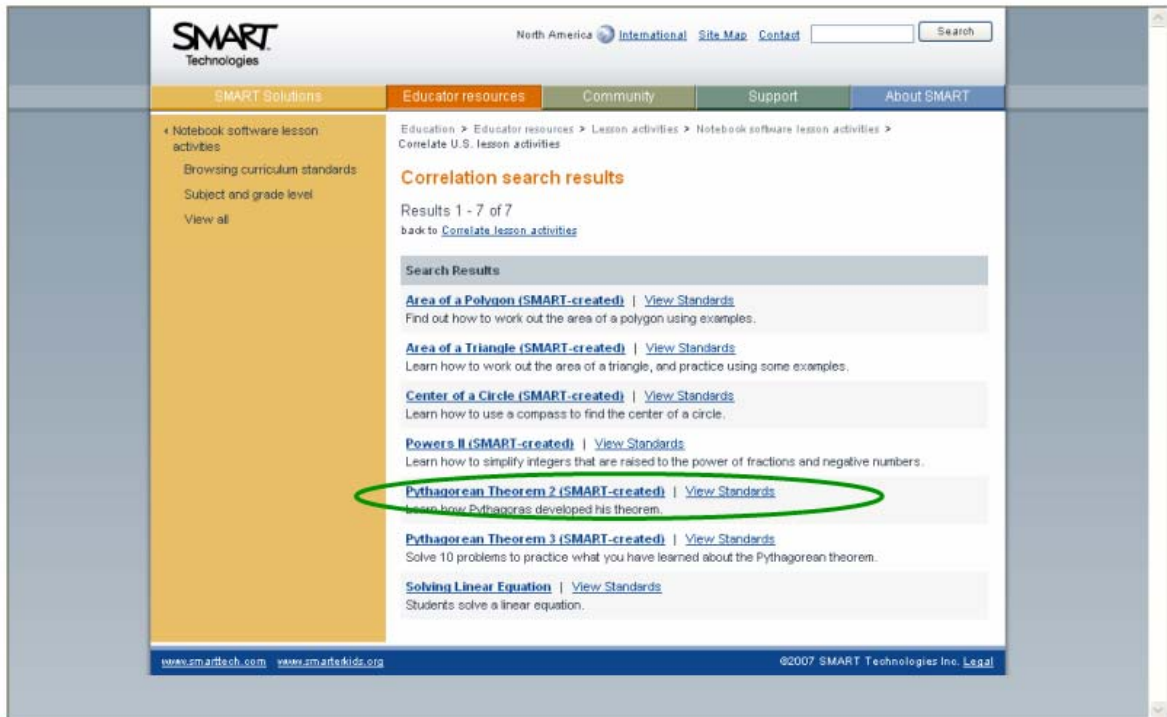 SMART
Technologies
North America International Site Map Contact Search
SMART Solutions Educator resources Community Support About SMART
Notebook software lesson
activities
Browsing curriculum standards
Subject and grade level
View all
Education > Educator resources > Lesson activities > Notebook software lesson activities >
Correlate U.S. lesson activities
Correlation search results
Results 1 - 7 of 7
back to Correlate lesson activities
Search Results
Area of a Polygon (SMART-created) | View Standards
Find out how to work out the area of a polygon using examples.
Area of a Triangle (SMART-created) | View Standards
Learn how to work out the area of a triangle, and practice using some examples.
Center of a Circle (SMART-created) | View Standards
Learn how to use a compass to find the center of a circle.
Powers II (SMART-created) | View Standards
Learn how to simplify integers that are raised to the power of fractions and negative numbers.
Pythagorean Theorem 2 (SMART-created) | View Standards
Learn how Pythagoras developed his theorem.
Pythagorean Theorem 3 (SMART-created) | View Standards
Solve 10 problems to practice what you have learned about the Pythagorean theorem.
Solving Linear Equation | View Standards
Students solve a linear equation.
www.smarttech.com www.smarterkids.org ©2007 SMART Technologies Inc. Legal